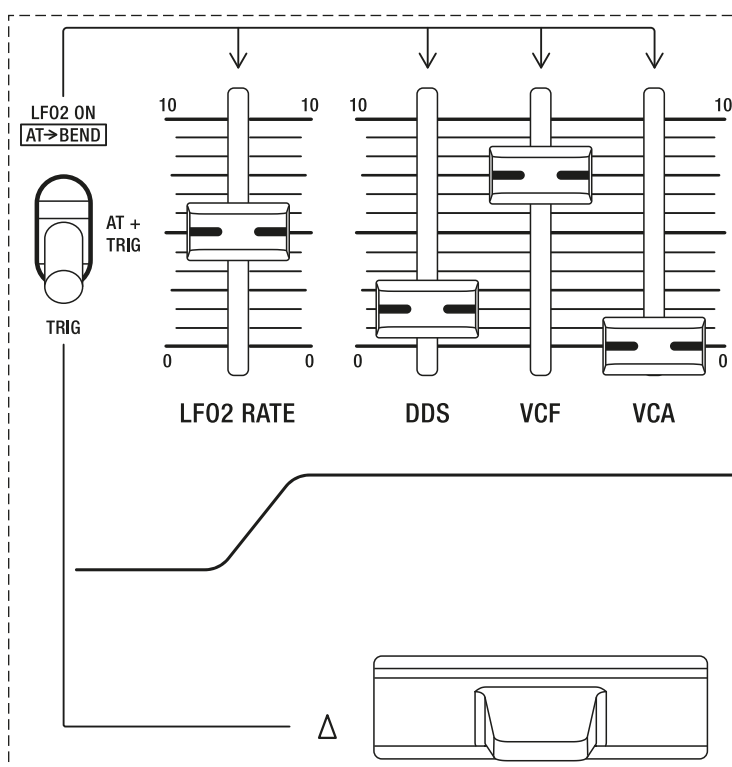 LFO2 ON
AT→BEND
AT +
TRIG
TRIG
10 10 10 10
0 0 0 0
LFO2 RATE DDS VCF VCA
Δ